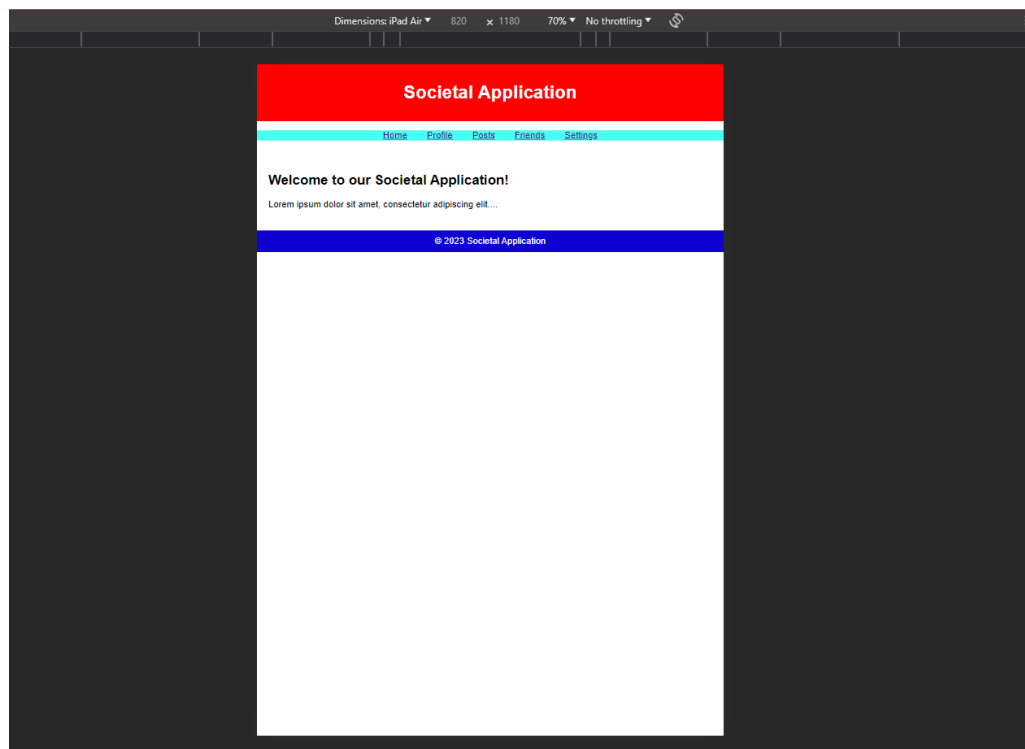 Dimensions: iPad Air ▼ 820 × 1180 70% ▼ No throttling ▼
Societal Application
Home Profile Posts Friends Settings
Welcome to our Societal Application!
Lorem ipsum dolor sit amet, consectetur adipiscing elit....
© 2023 Societal Application